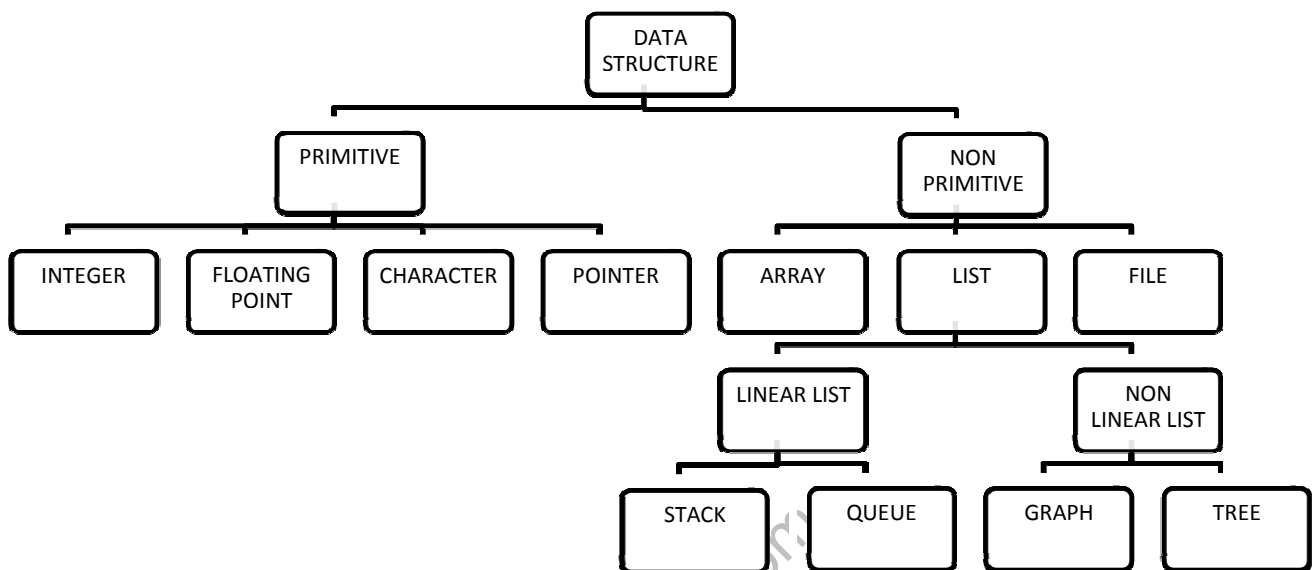 DATA
STRUCTURE
PRIMITIVE
NON
PRIMITIVE
INTEGER
FLOATING
POINT
CHARACTER
POINTER
ARRAY
LIST
FILE
LINEAR LIST
NON
LINEAR LIST
STACK
QUEUE
GRAPH
TREE